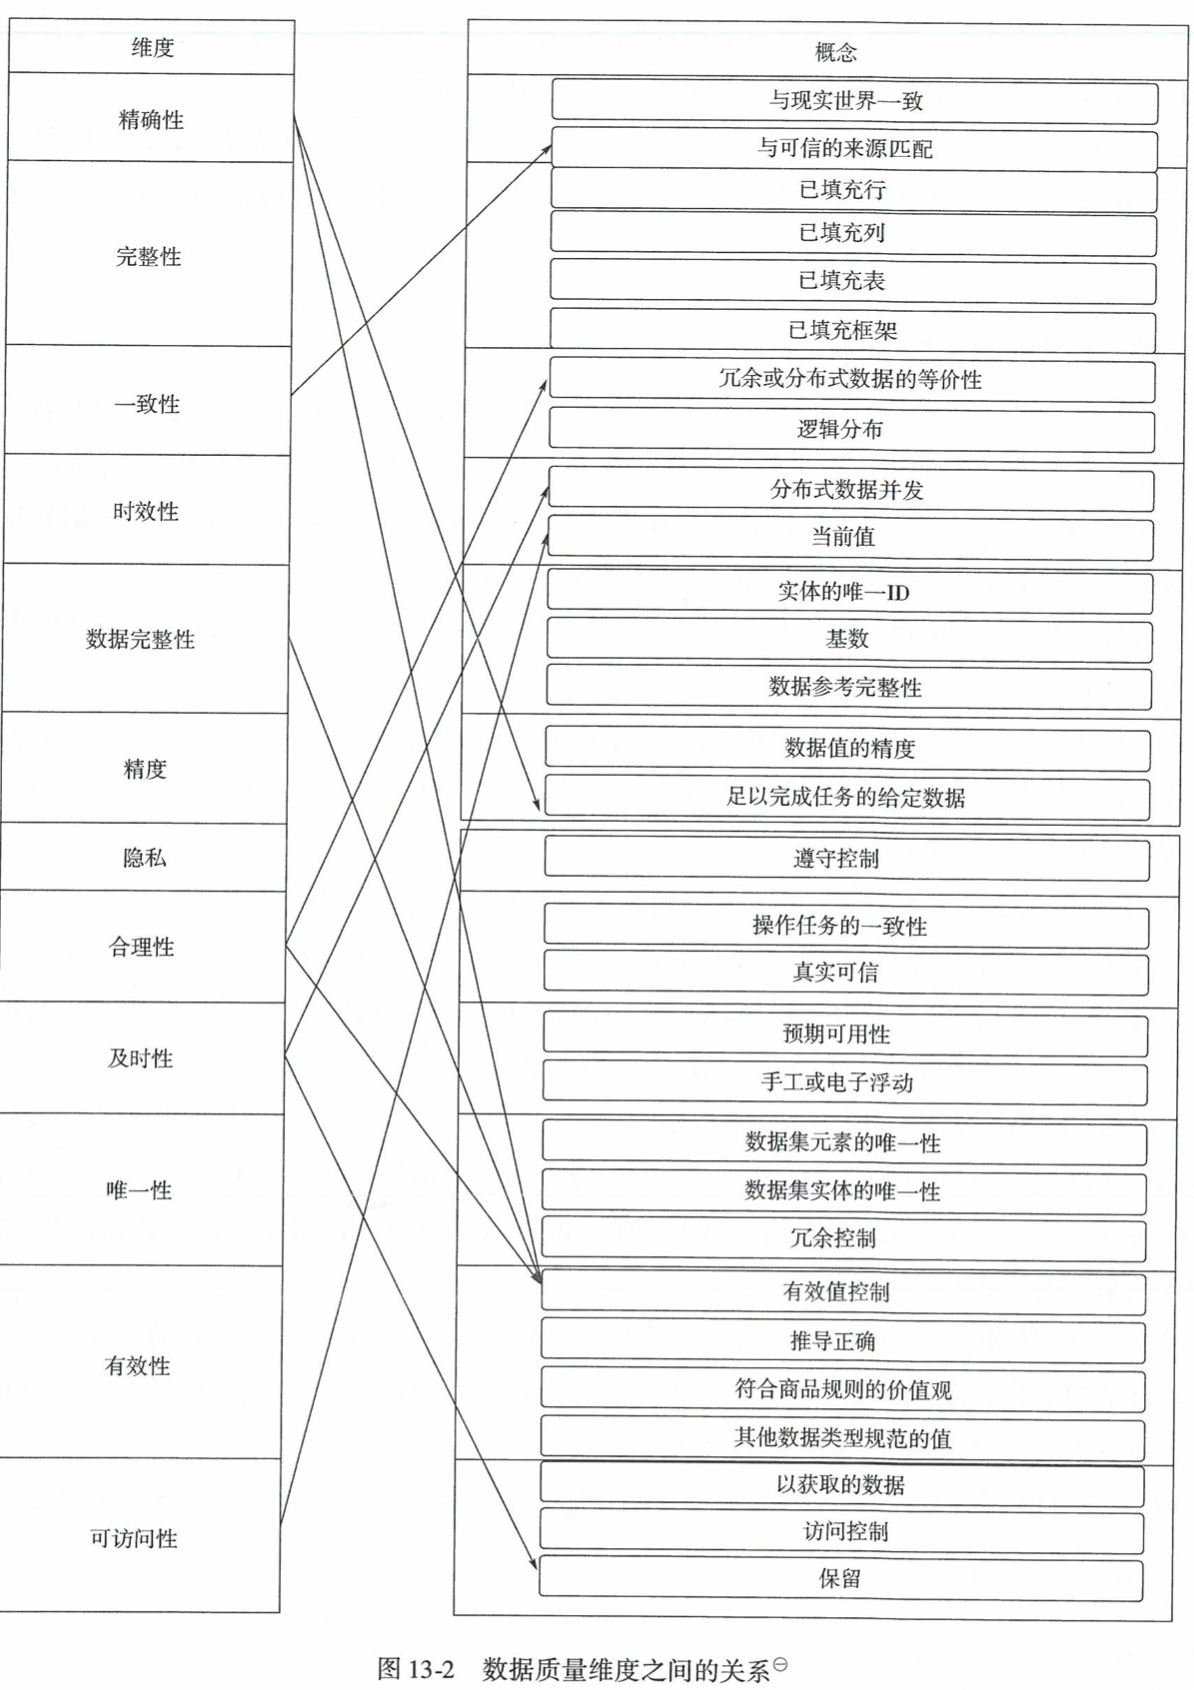 维度
概念
精确性
与现实世界一致
与可信的来源匹配
完整性
已填充行
已填充列
已填充表
已填充框架
一致性
冗余或分布式数据的等价性
逻辑分布
时效性
分布式数据并发
当前值
数据完整性
实体的唯一ID
基数
数据参考完整性
精度
数据值的精度
足以完成任务的给定数据
隐私
遵守控制
合理性
操作任务的一致性
真实可信
及时性
预期可用性
手工或电子浮动
唯一性
数据集元素的唯一性
数据集实体的唯一性
冗余控制
有效性
有效值控制
推导正确
符合商品规则的价值观
其他数据类型规范的值
可访问性
以获取的数据
访问控制
保留
图 13-2 数据质量维度之间的关系㊀